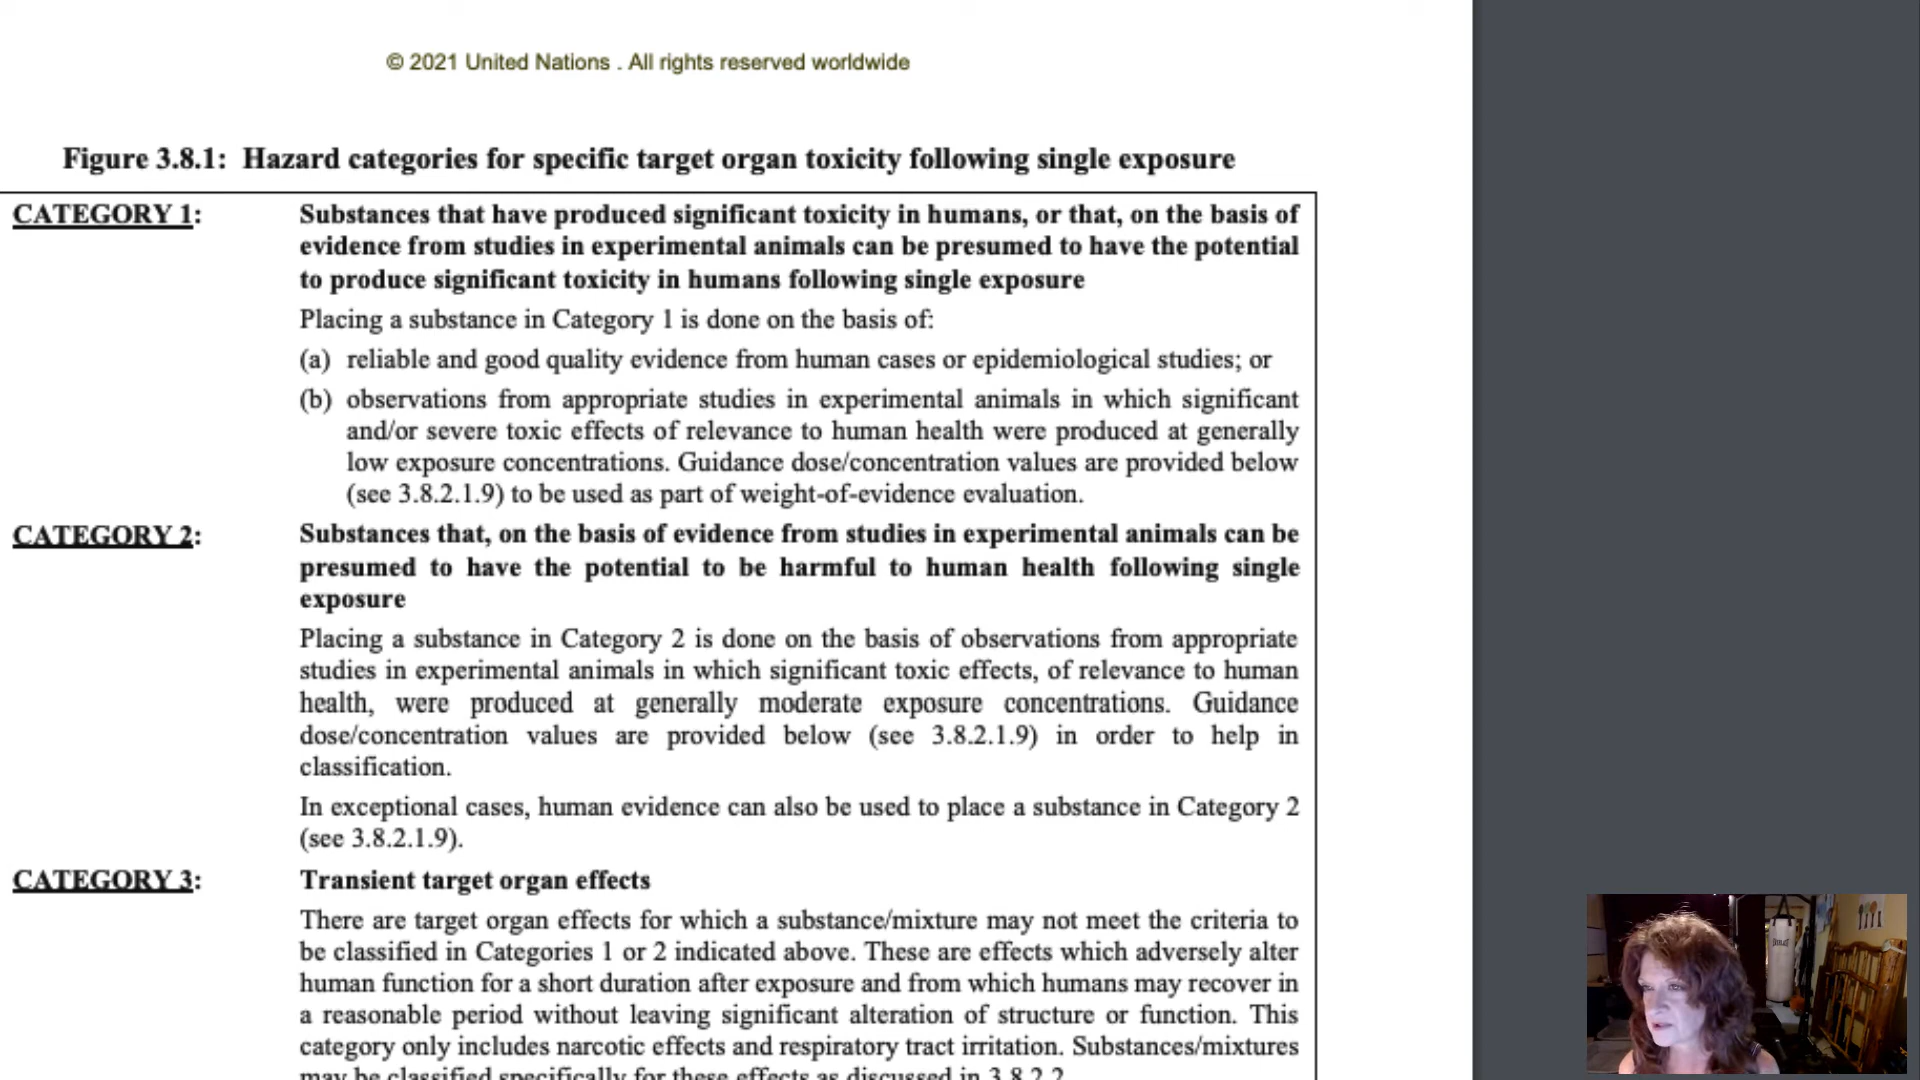 © 2021 United Nations . All rights reserved worldwide
Figure 3.8.1: Hazard categories for specific target organ toxicity following single exposure
CATEGORY 1: Substances that have produced significant toxicity in humans, or that, on the basis of
evidence from studies in experimental animals can be presumed to have the potential
to produce significant toxicity in humans following single exposure
Placing a substance in Category 1 is done on the basis of:
(a) reliable and good quality evidence from human cases or epidemiological studies; or
(b) observations from appropriate studies in experimental animals in which significant
and/or severe toxic effects of relevance to human health were produced at generally
low exposure concentrations. Guidance dose/concentration values are provided below
(see 3.8.2.1.9) to be used as part of weight-of-evidence evaluation.
CATEGORY 2: Substances that, on the basis of evidence from studies in experimental animals can be
presumed to have the potential to be harmful to human health following single
exposure
Placing a substance in Category 2 is done on the basis of observations from appropriate
studies in experimental animals in which significant toxic effects, of relevance to human
health, were produced at generally moderate exposure concentrations. Guidance
dose/concentration values are provided below (see 3.8.2.1.9) in order to help in
classification.
In exceptional cases, human evidence can also be used to place a substance in Category 2
(see 3.8.2.1.9).
CATEGORY 3: Transient target organ effects
There are target organ effects for which a substance/mixture may not meet the criteria to
be classified in Categories 1 or 2 indicated above. These are effects which adversely alter
human function for a short duration after exposure and from which humans may recover in
a reasonable period without leaving significant alteration of structure or function. This
category only includes narcotic effects and respiratory tract irritation. Substances/mixtures
may be classified specifically for these effects as discussed in 3.8.2.2